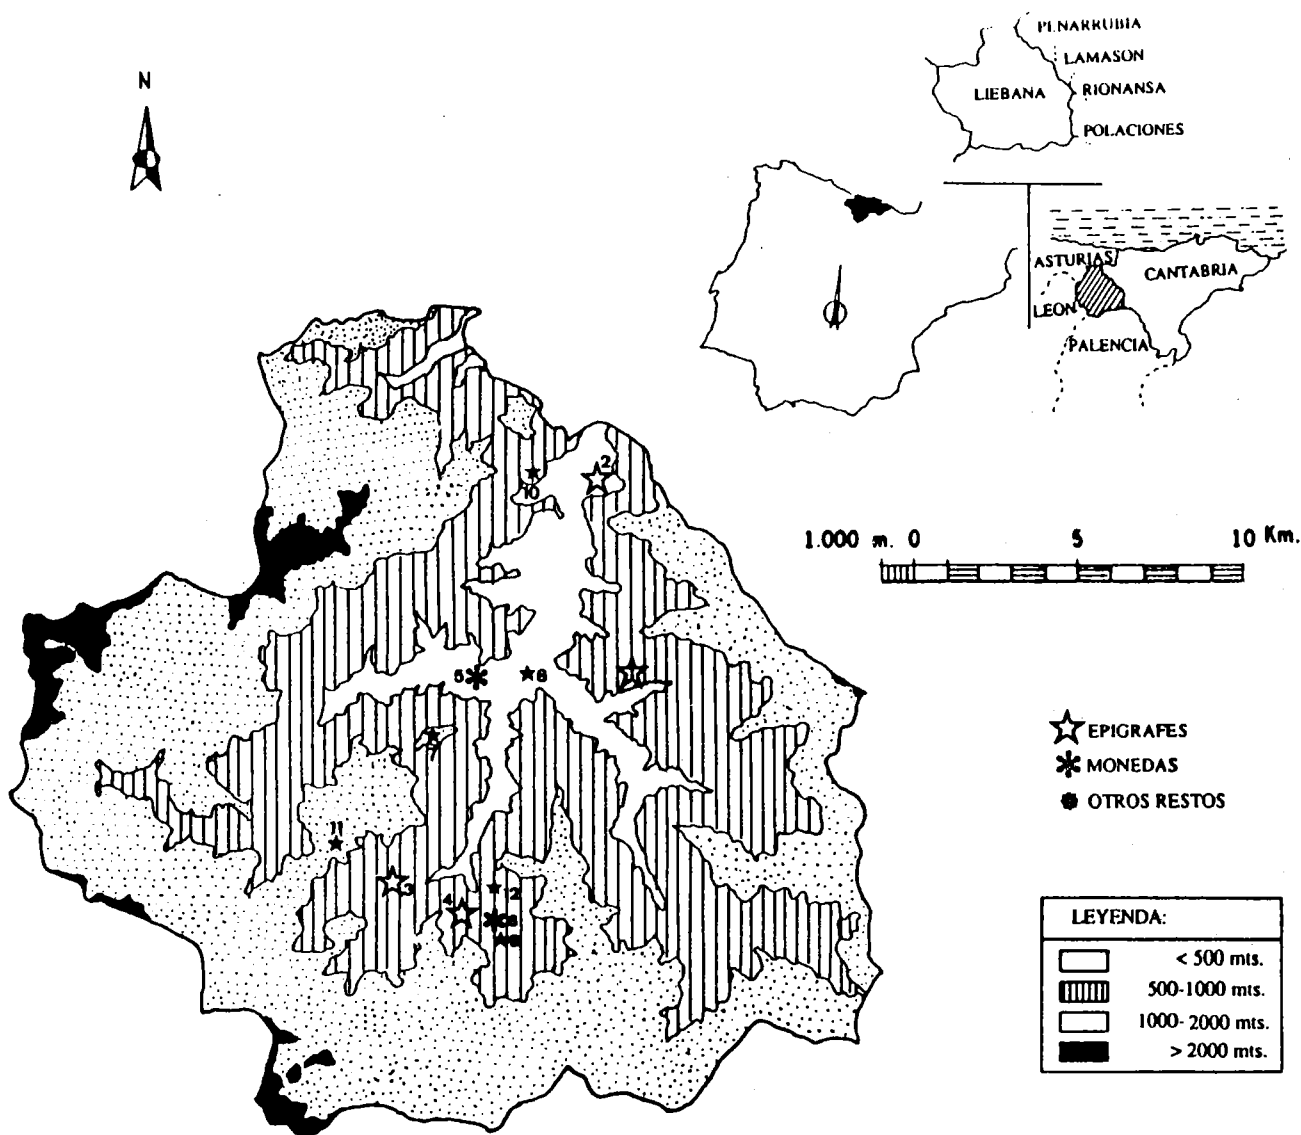 PENARRUBIA
LAMASON
LIEBANA
RIONANSA
POLACIONES
N
ASTURIAS
CANTABRIA
LEON
PALENCIA
2
10
1.000 m. 0 5 10 Km.
5
8
1
7
EPIGRAFES
MONEDAS
OTROS RESTOS
11
3
4
12
LEYENDA:
< 500 mts.
500-1000 mts.
1000-2000 mts.
> 2000 mts.